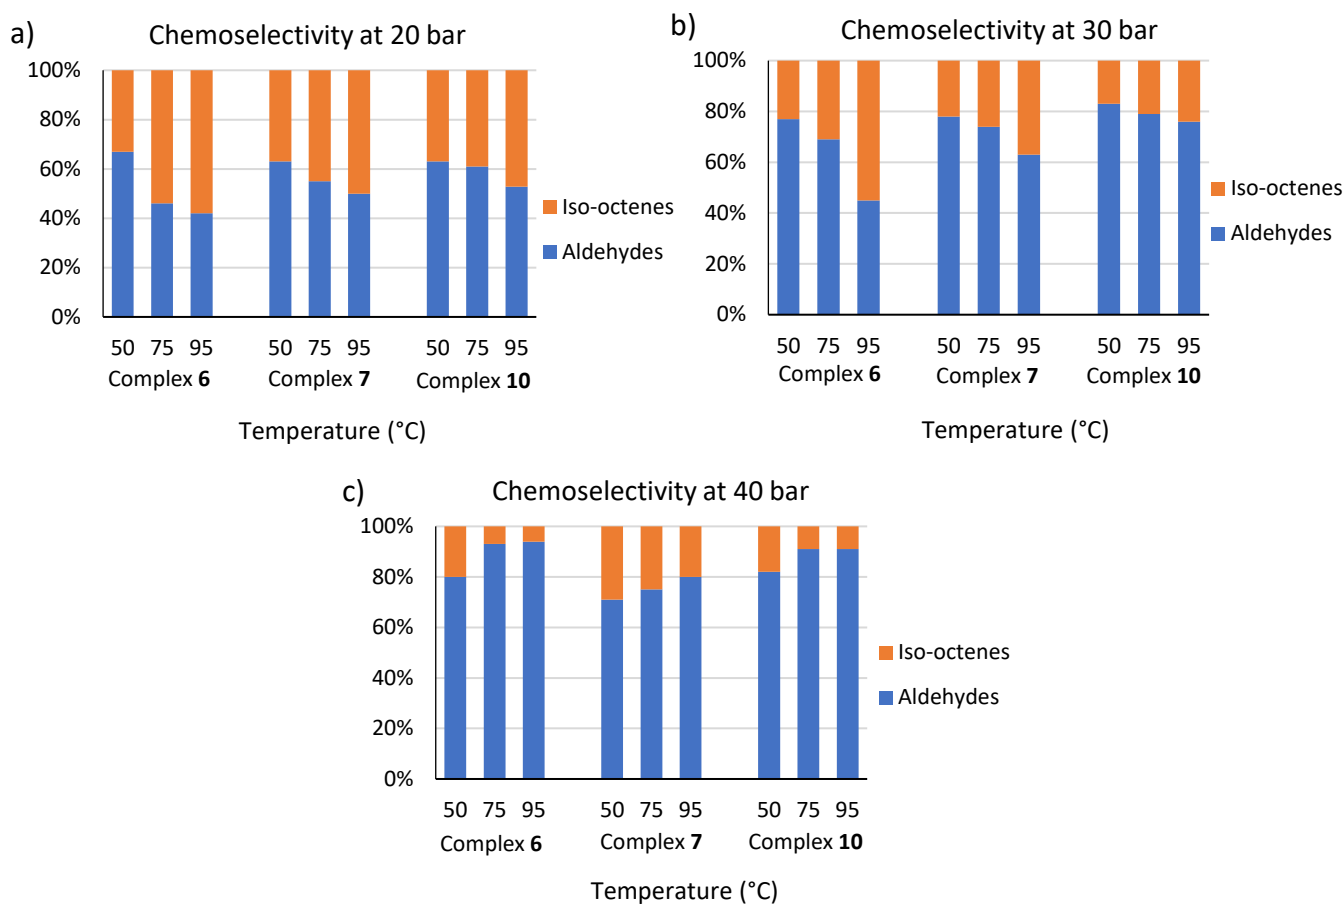 a)
Chemoselectivity at 20 bar
100%
80%
60%
40%
20%
0%
50 75 95 50 75 95 50 75 95
Complex 6 Complex 7 Complex 10
Temperature (°C)
Iso-octenes
Aldehydes
b)
Chemoselectivity at 30 bar
100%
80%
60%
40%
20%
0%
50 75 95 50 75 95 50 75 95
Complex 6 Complex 7 Complex 10
Temperature (°C)
Iso-octenes
Aldehydes
c)
Chemoselectivity at 40 bar
100%
80%
60%
40%
20%
0%
50 75 95 50 75 95 50 75 95
Complex 6 Complex 7 Complex 10
Temperature (°C)
Iso-octenes
Aldehydes